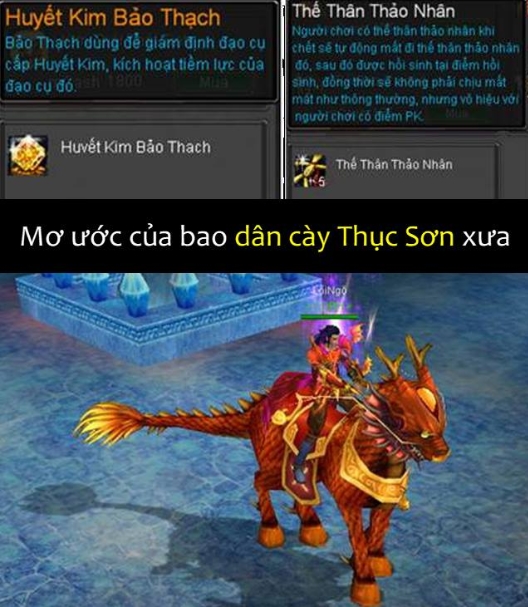 Huyết Kim Bảo Thạch
Bảo Thạch dùng để giám định đạo cụ
cấp Huyết Kim, kích hoạt tiềm lực của
đạo cụ đó.
1800
Mua
Huyết Kim Bảo Thạch
Thế Thân Thảo Nhân
Người chơi có thế thân thảo nhân khi
chết sẽ tự động mất đi thế thân thảo nhân
đó, sau đó được hồi sinh tại điểm hồi
sinh, đồng thời sẽ không phải chịu mất
mát như thông thường, nhưng vô hiệu với
người chơi có điểm PK.
Mua
Thế Thân Thảo Nhân
Mơ ước của bao dân cày Thục Sơn xưa